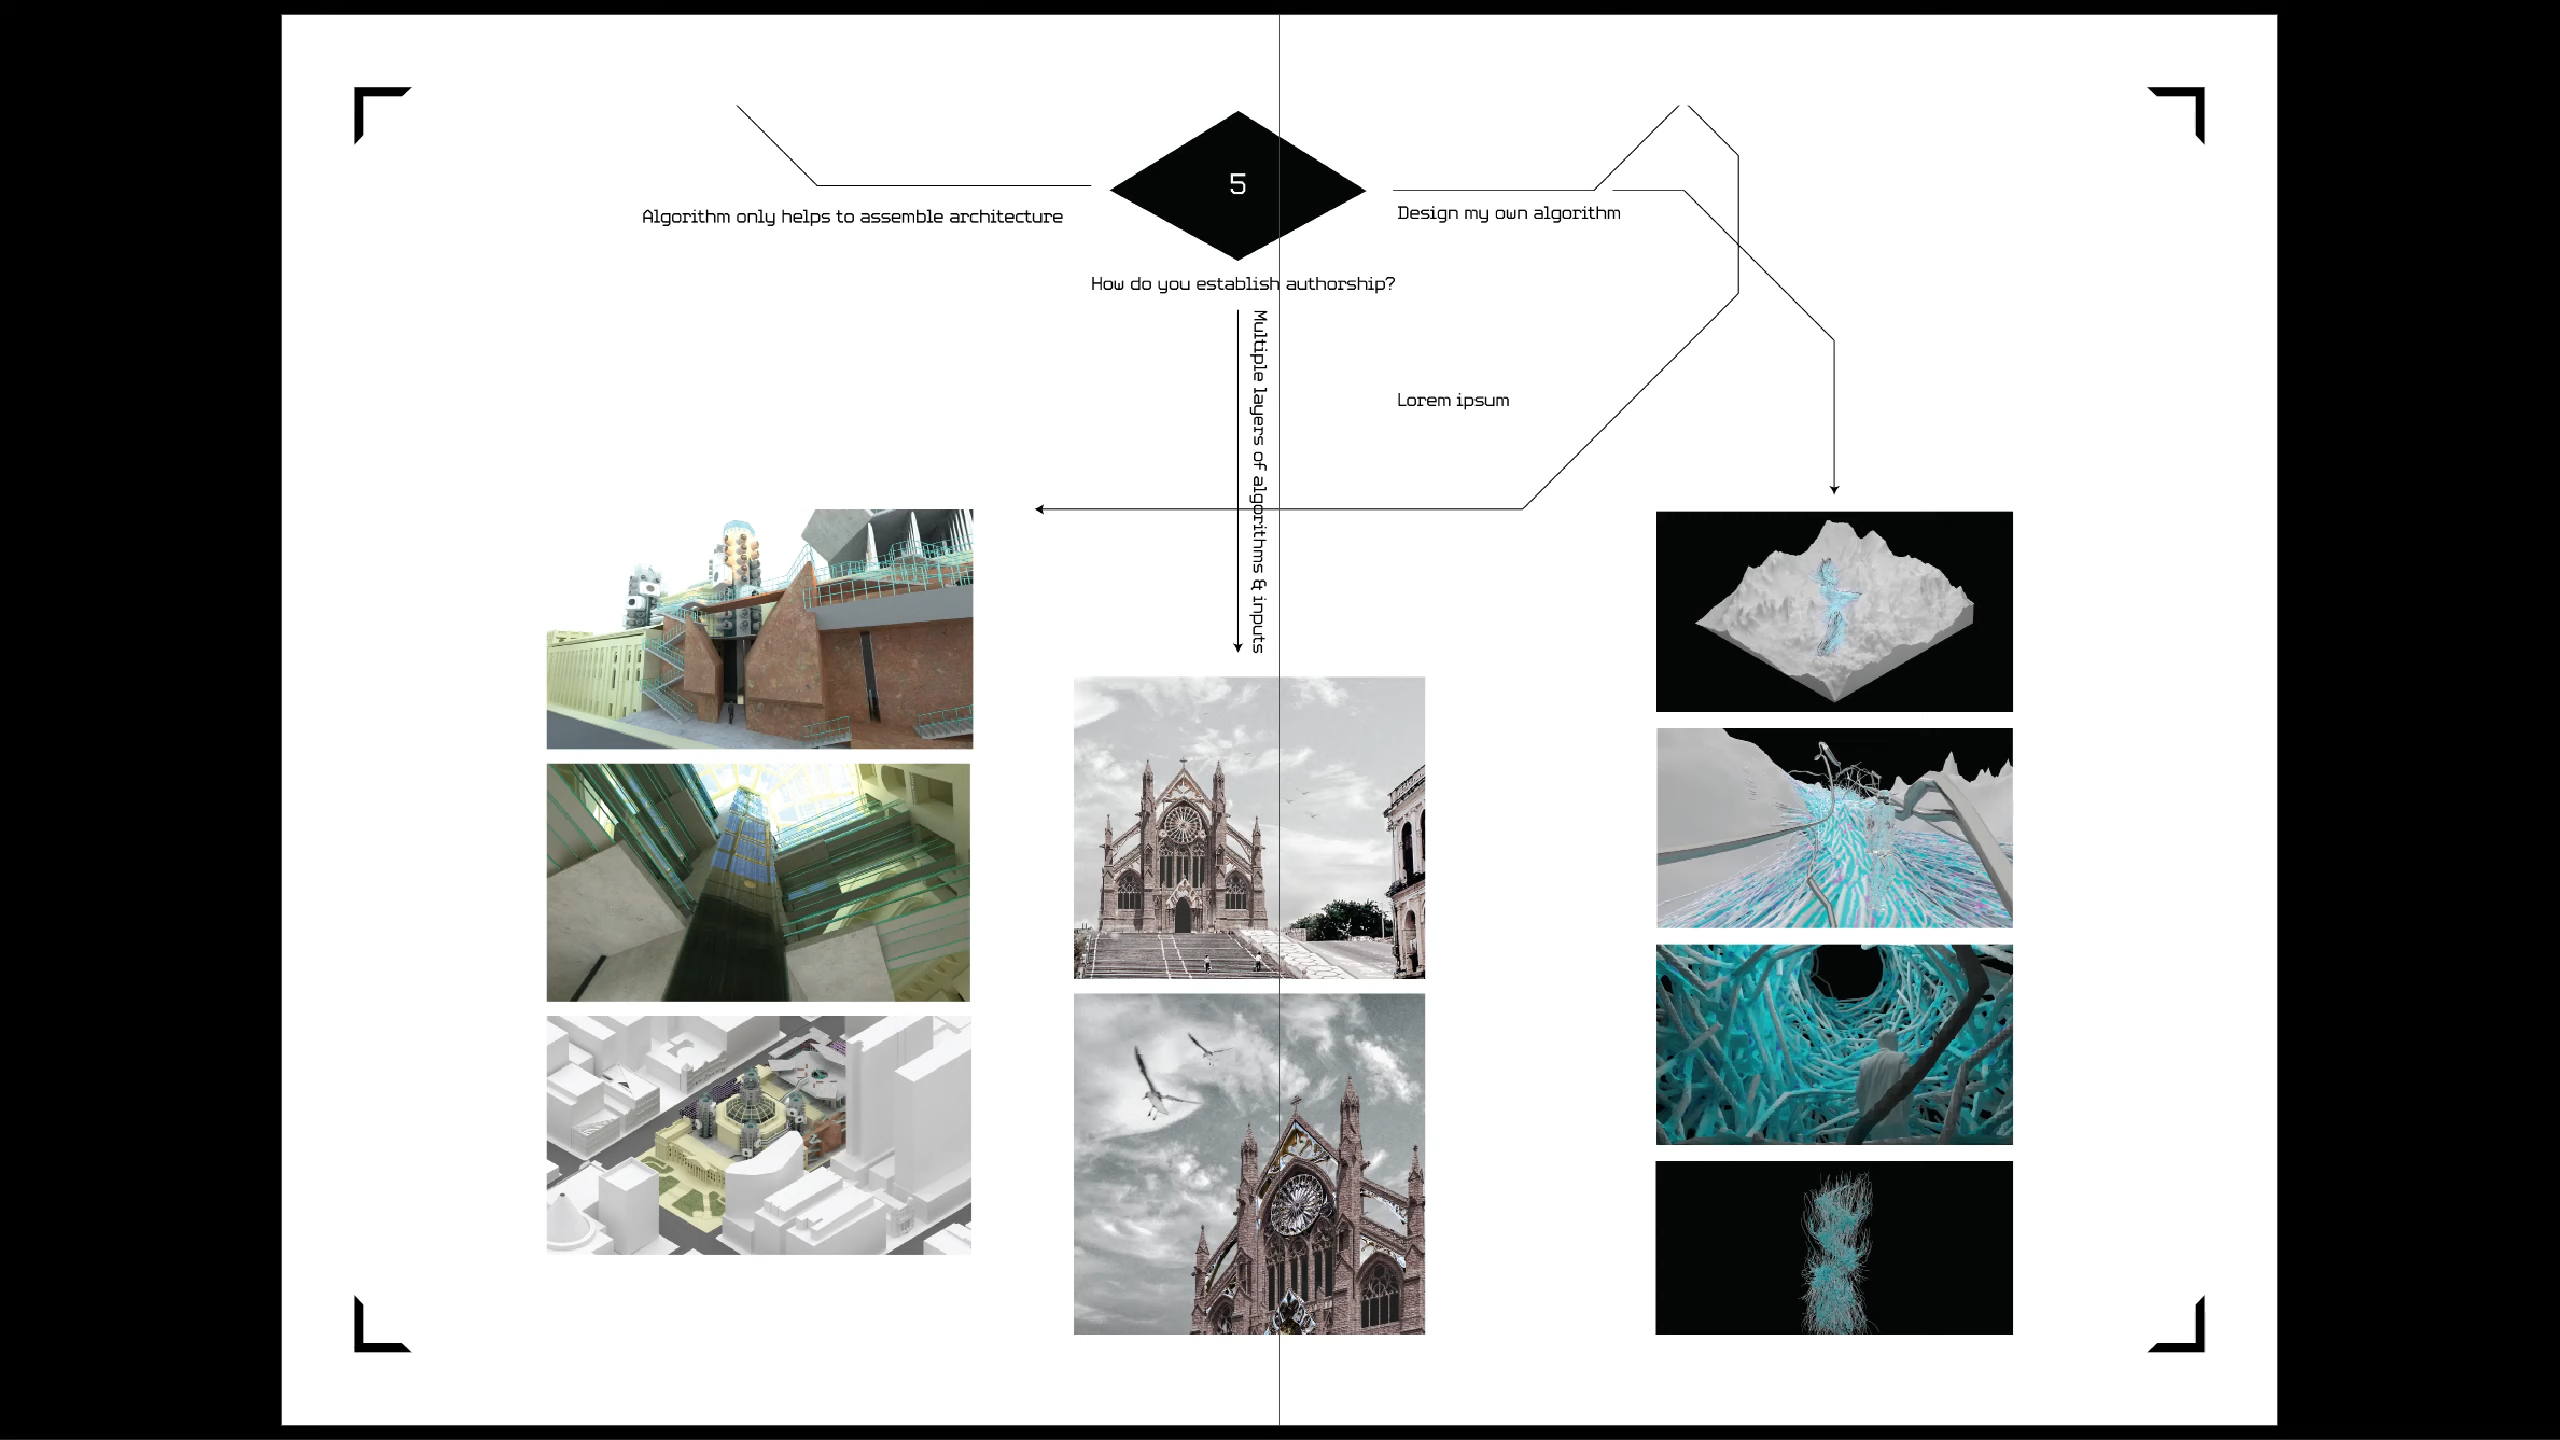 5
Algorithm only helps to assemble architecture
Design my own algorithm
How do you establish authorship?
Multiple layers of algorithms & inputs
Lorem ipsum